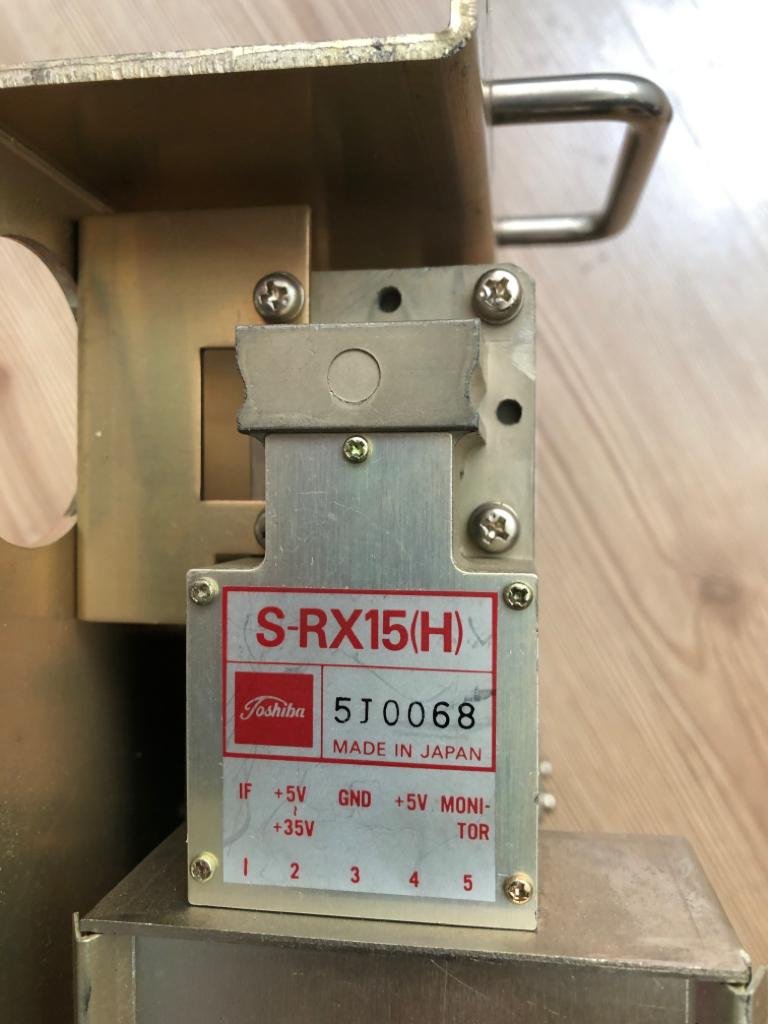 S-RX15(H)
Toshiba
5J0068
MADE IN JAPAN
IF +5V GND +5V MONI-
~
+35V TOR
1 2 3 4 5